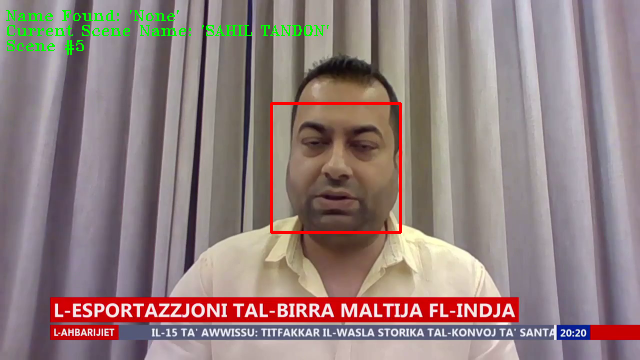 Name Found: 'None'
Current Scene Name: 'SAHIL TANDON'
Scene #5
L-ESPORTAZZJONI TAL-BIRRA MALTIJA FL-INDJA
L-AĦBARIJIET IL-15 TA' AWWISSU: TITFAKKAR IL-WASLA STORIKA TAL-KONVOJ TA' SANTA 20:20